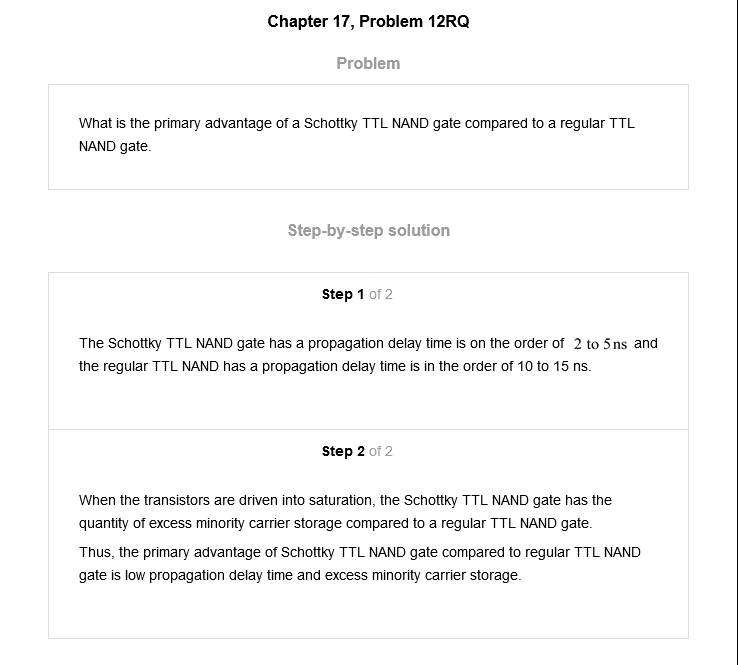 Chapter 17, Problem 12RQ
Problem
What is the primary advantage of a Schottky TTL NAND gate compared to a regular TTL
NAND gate.
Step-by-step solution
Step 1 of 2
The Schottky TTL NAND gate has a propagation delay time is on the order of 2 to 5 ns and
the regular TTL NAND has a propagation delay time is in the order of 10 to 15 ns.
Step 2 of 2
When the transistors are driven into saturation, the Schottky TTL NAND gate has the
quantity of excess minority carrier storage compared to a regular TTL NAND gate.
Thus, the primary advantage of Schottky TTL NAND gate compared to regular TTL NAND
gate is low propagation delay time and excess minority carrier storage.